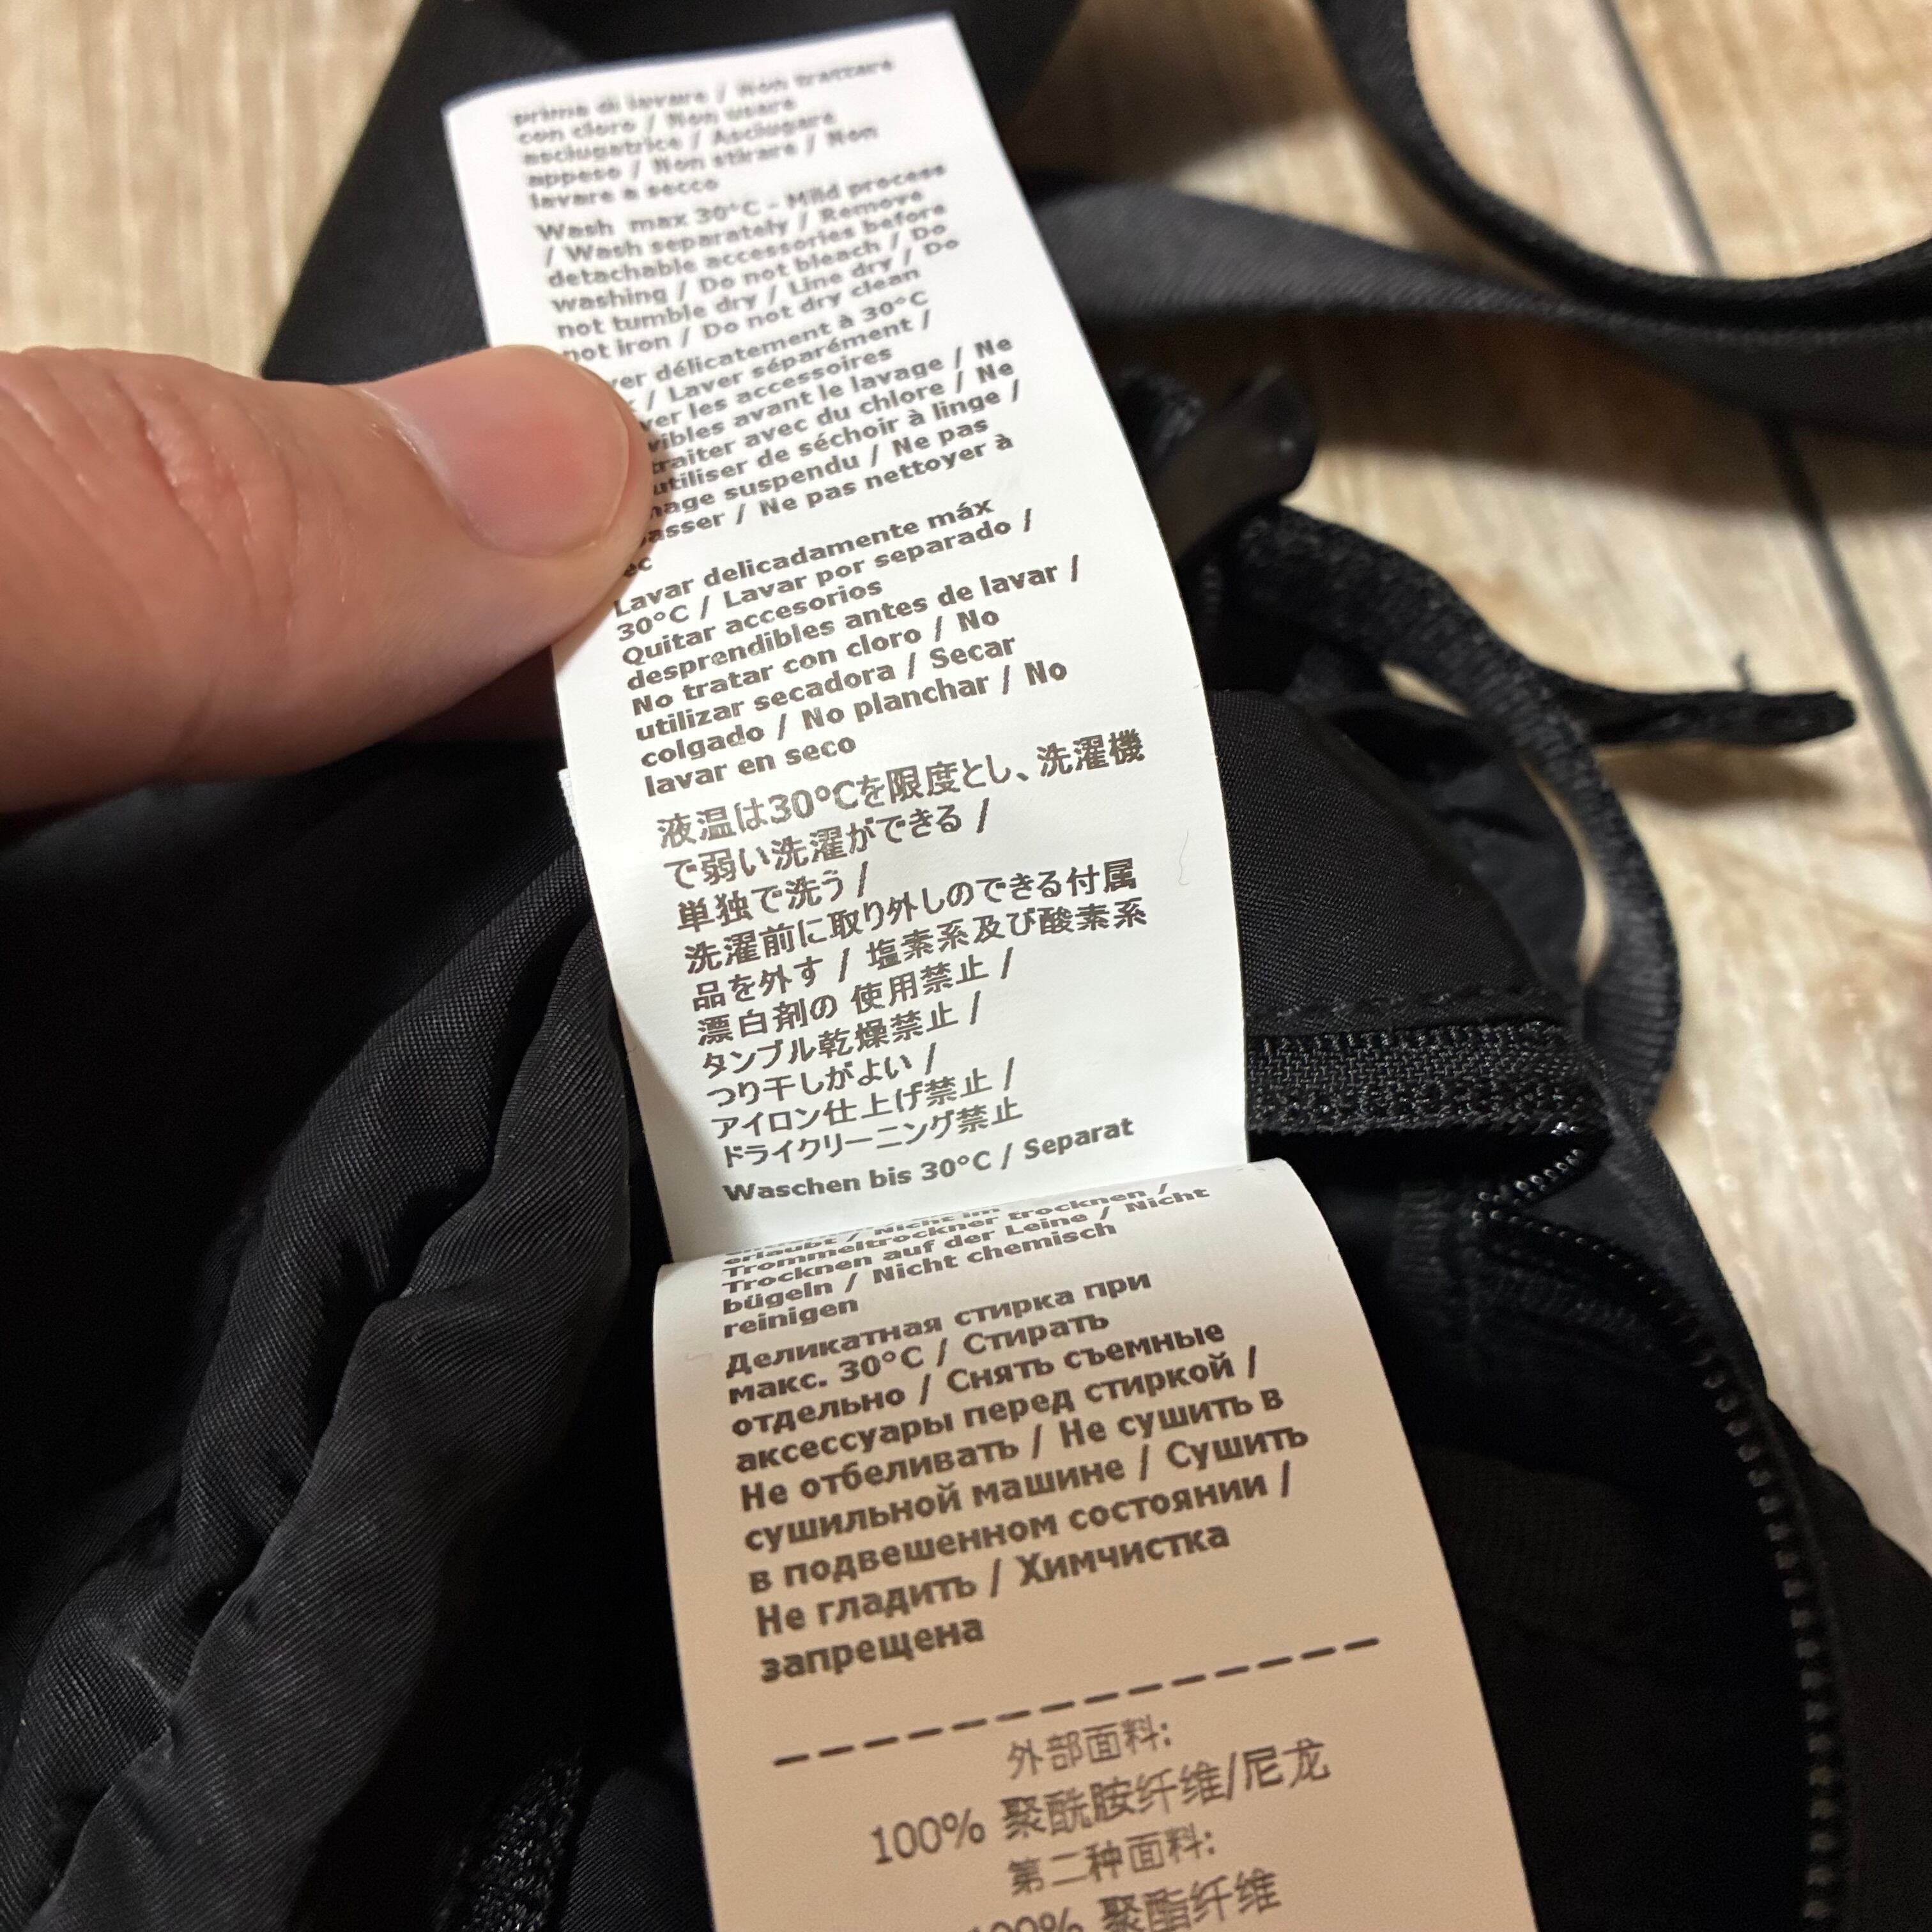 prima di lavare / Non trattare
con cloro / Non usare
asciugatrice / Asciugare
appeso / Non stirare / Non
lavare a secco
Wash max 30°C - Mild process
/ Wash separately / Remove
detachable accessories before
washing / Do not bleach / Do
not tumble dry / Line dry / Do
not iron / Do not dry clean
ver délicatement à 30°C
/ Laver séparément /
ver les accessoires
vibles avant le lavage / Ne
traiter avec du chlore / Ne
utiliser de séchoir à linge /
hage suspendu / Ne pas
asser / Ne pas nettoyer à
ec
Lavar delicadamente máx
30°C / Lavar por separado /
Quitar accesorios
desprendibles antes de lavar /
No tratar con cloro / No
utilizar secadora / Secar
colgado / No planchar / No
lavar en seco
液温は30°Cを限度とし、洗濯機
で弱い洗濯ができる /
単独で洗う /
洗濯前に取り外しのできる付属
品を外す / 塩素系及び酸素系
漂白剤の 使用禁止 /
タンブル乾燥禁止 /
つり干しがよい /
アイロン仕上げ禁止 /
ドライクリーニング禁止
Waschen bis 30°C / Separat
erlaubt / Nicht im
Trommeltrockner trocknen /
Trocknen auf der Leine / Nicht
bügeln / Nicht chemisch
reinigen
Деликатная стирка при
макс. 30°C / Стирать
отдельно / Снять съемные
аксессуары перед стиркой /
Не отбеливать / Не сушить в
сушильной машине / Сушить
в подвешенном состоянии /
Не гладить / Химчистка
запрещена
外部面料:
100% 聚酰胺纤维/尼龙
第二种面料:
100% 聚酯纤维